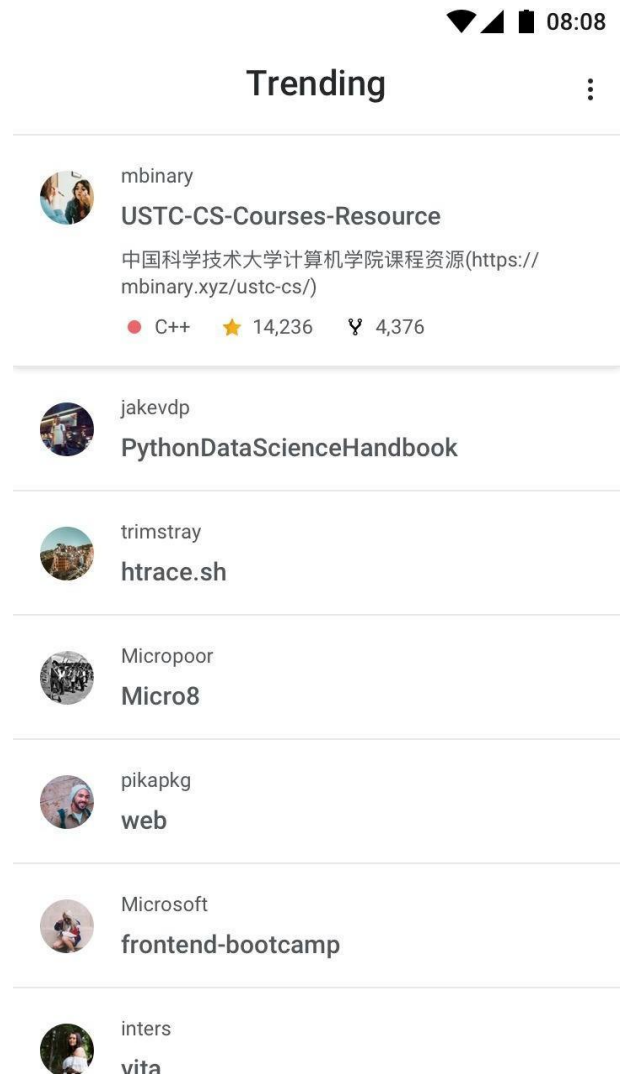 08:08
Trending
mbinary
USTC-CS-Courses-Resource
中国科学技术大学计算机学院课程资源(https://
mbinary.xyz/ustc-cs/)
C++ 14,236 4,376
jakevdp
PythonDataScienceHandbook
trimstray
htrace.sh
Micropoor
Micro8
pikapkg
web
Microsoft
frontend-bootcamp
inters
vita